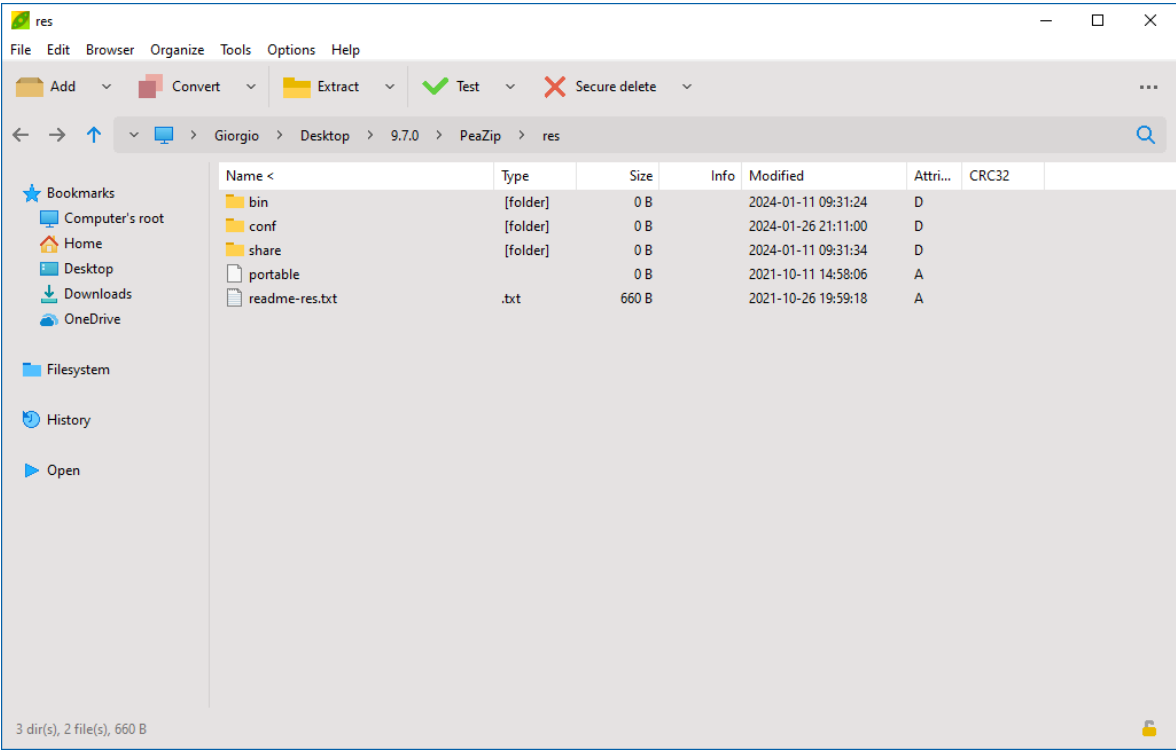 res
File Edit Browser Organize Tools Options Help
Add Convert Extract Test Secure delete
Giorgio > Desktop > 9.7.0 > PeaZip > res
Name < Type Size Info Modified Attri... CRC32
Bookmarks
Computer's root
Home
Desktop
Downloads
OneDrive
Filesystem
History
Open
bin [folder] 0 B 2024-01-11 09:31:24 D
conf [folder] 0 B 2024-01-26 21:11:00 D
share [folder] 0 B 2024-01-11 09:31:34 D
portable 0 B 2021-10-11 14:58:06 A
readme-res.txt .txt 660 B 2021-10-26 19:59:18 A
3 dir(s), 2 file(s), 660 B